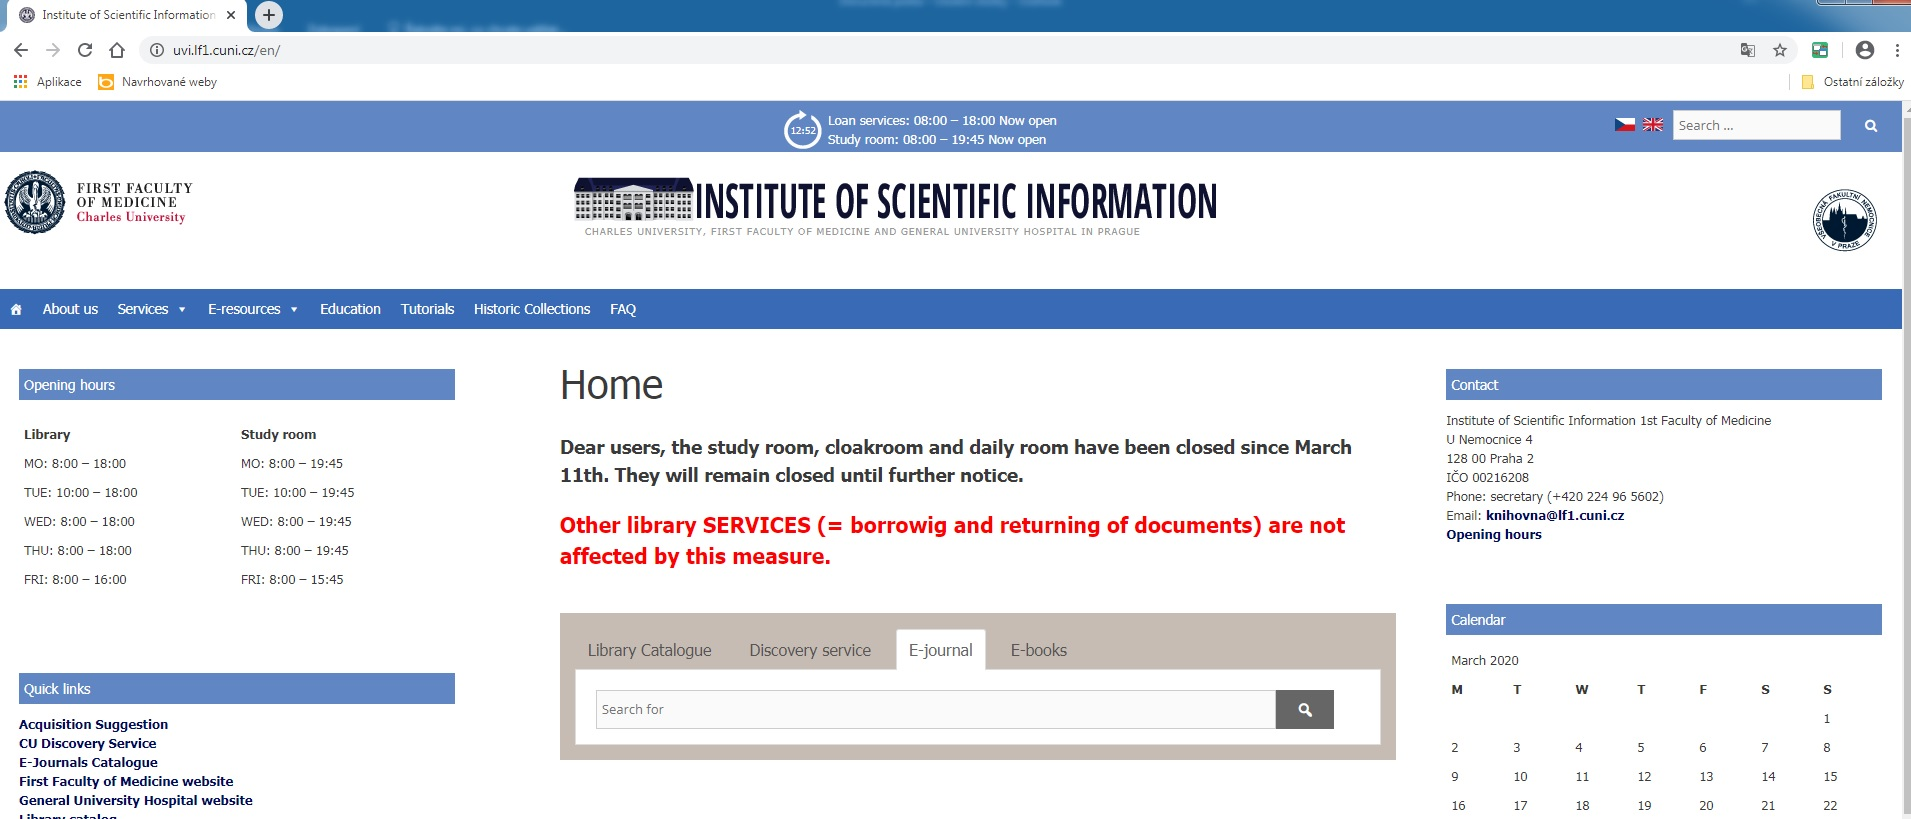 Institute of Scientific Information
uvi.lf1.cuni.cz/en/
Aplikace
Navrhované weby
Ostatní záložky
12:52
Loan services: 08:00 – 18:00 Now open
Study room: 08:00 – 19:45 Now open
Search ...
FIRST FACULTY
OF MEDICINE
Charles University
INSTITUTE OF SCIENTIFIC INFORMATION
CHARLES UNIVERSITY, FIRST FACULTY OF MEDICINE AND GENERAL UNIVERSITY HOSPITAL IN PRAGUE
VŠEOBECNÁ FAKULTNÍ NEMOCNICE
V PRAZE
About us
Services
E-resources
Education
Tutorials
Historic Collections
FAQ
Opening hours
Library
Study room
MO: 8:00 – 18:00
MO: 8:00 – 19:45
TUE: 10:00 – 18:00
TUE: 10:00 – 19:45
WED: 8:00 – 18:00
WED: 8:00 – 19:45
THU: 8:00 – 18:00
THU: 8:00 – 19:45
FRI: 8:00 – 16:00
FRI: 8:00 – 15:45
Quick links
Acquisition Suggestion
CU Discovery Service
E-Journals Catalogue
First Faculty of Medicine website
General University Hospital website
Library catalog
Home
Dear users, the study room, cloakroom and daily room have been closed since March
11th. They will remain closed until further notice.
Other library SERVICES (= borrowig and returning of documents) are not
affected by this measure.
Library Catalogue
Discovery service
E-journal
E-books
Search for
Contact
Institute of Scientific Information 1st Faculty of Medicine
U Nemocnice 4
128 00 Praha 2
IČO 00216208
Phone: secretary (+420 224 96 5602)
Email: knihovna@lf1.cuni.cz
Opening hours
Calendar
March 2020
M T W T F S S
1
2 3 4 5 6 7 8
9 10 11 12 13 14 15
16 17 18 19 20 21 22